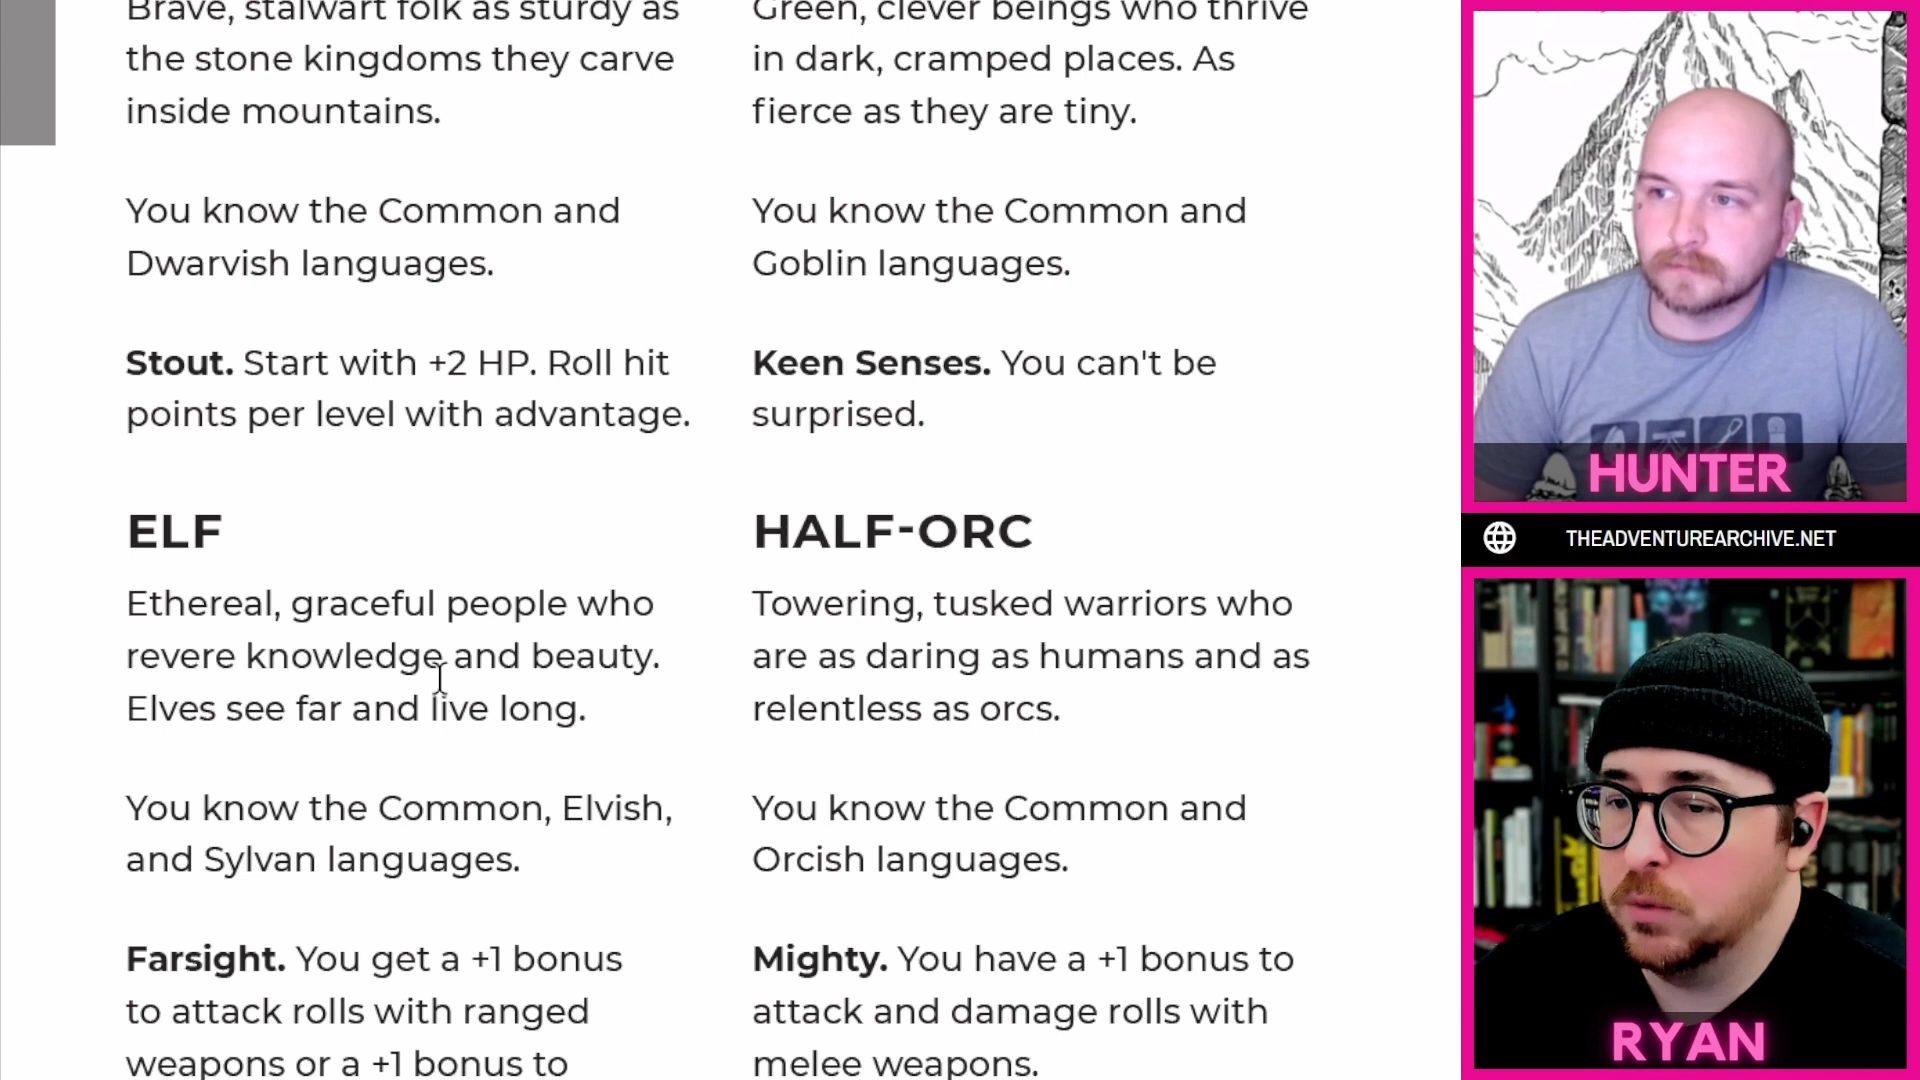 Brave, stalwart folk as sturdy as
the stone kingdoms they carve
inside mountains.
You know the Common and
Dwarvish languages.
Stout. Start with +2 HP. Roll hit
points per level with advantage.
ELF
Ethereal, graceful people who
revere knowledge and beauty.
Elves see far and live long.
You know the Common, Elvish,
and Sylvan languages.
Farsight. You get a +1 bonus
to attack rolls with ranged
weapons or a +1 bonus to
Green, clever beings who thrive
in dark, cramped places. As
fierce as they are tiny.
You know the Common and
Goblin languages.
Keen Senses. You can't be
surprised.
HALF-ORC
Towering, tusked warriors who
are as daring as humans and as
relentless as orcs.
You know the Common and
Orcish languages.
Mighty. You have a +1 bonus to
attack and damage rolls with
melee weapons.
HUNTER
THEADVENTUREARCHIVE.NET
RYAN